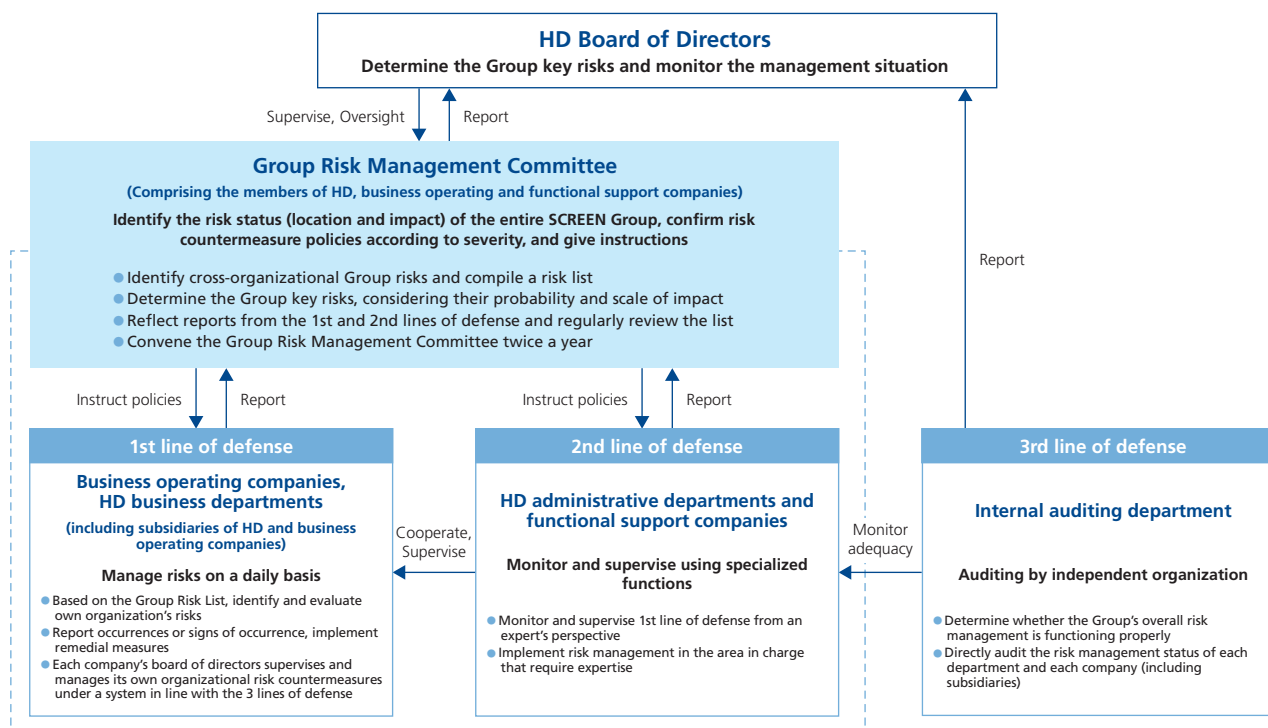 HD Board of Directors
Determine the Group key risks and monitor the management situation
Supervise, Oversight
Report
Group Risk Management Committee
(Comprising the members of HD, business operating and functional support companies)
Identify the risk status (location and impact) of the entire SCREEN Group, confirm risk
countermeasure policies according to severity, and give instructions
● Identify cross-organizational Group risks and compile a risk list
● Determine the Group key risks, considering their probability and scale of impact
● Reflect reports from the 1st and 2nd lines of defense and regularly review the list
● Convene the Group Risk Management Committee twice a year
Report
Instruct policies
Report
Instruct policies
Report
1st line of defense
Business operating companies,
HD business departments
(including subsidiaries of HD and business
operating companies)
Manage risks on a daily basis
● Based on the Group Risk List, identify and evaluate
own organization's risks
● Report occurrences or signs of occurrence, implement
remedial measures
● Each company's board of directors supervises and
manages its own organizational risk countermeasures
under a system in line with the 3 lines of defense
Cooperate,
Supervise
2nd line of defense
HD administrative departments and
functional support companies
Monitor and supervise using specialized
functions
● Monitor and supervise 1st line of defense from an
expert's perspective
● Implement risk management in the area in charge
that require expertise
Monitor
adequacy
3rd line of defense
Internal auditing department
Auditing by independent organization
● Determine whether the Group's overall risk
management is functioning properly
● Directly audit the risk management status of each
department and each company (including
subsidiaries)